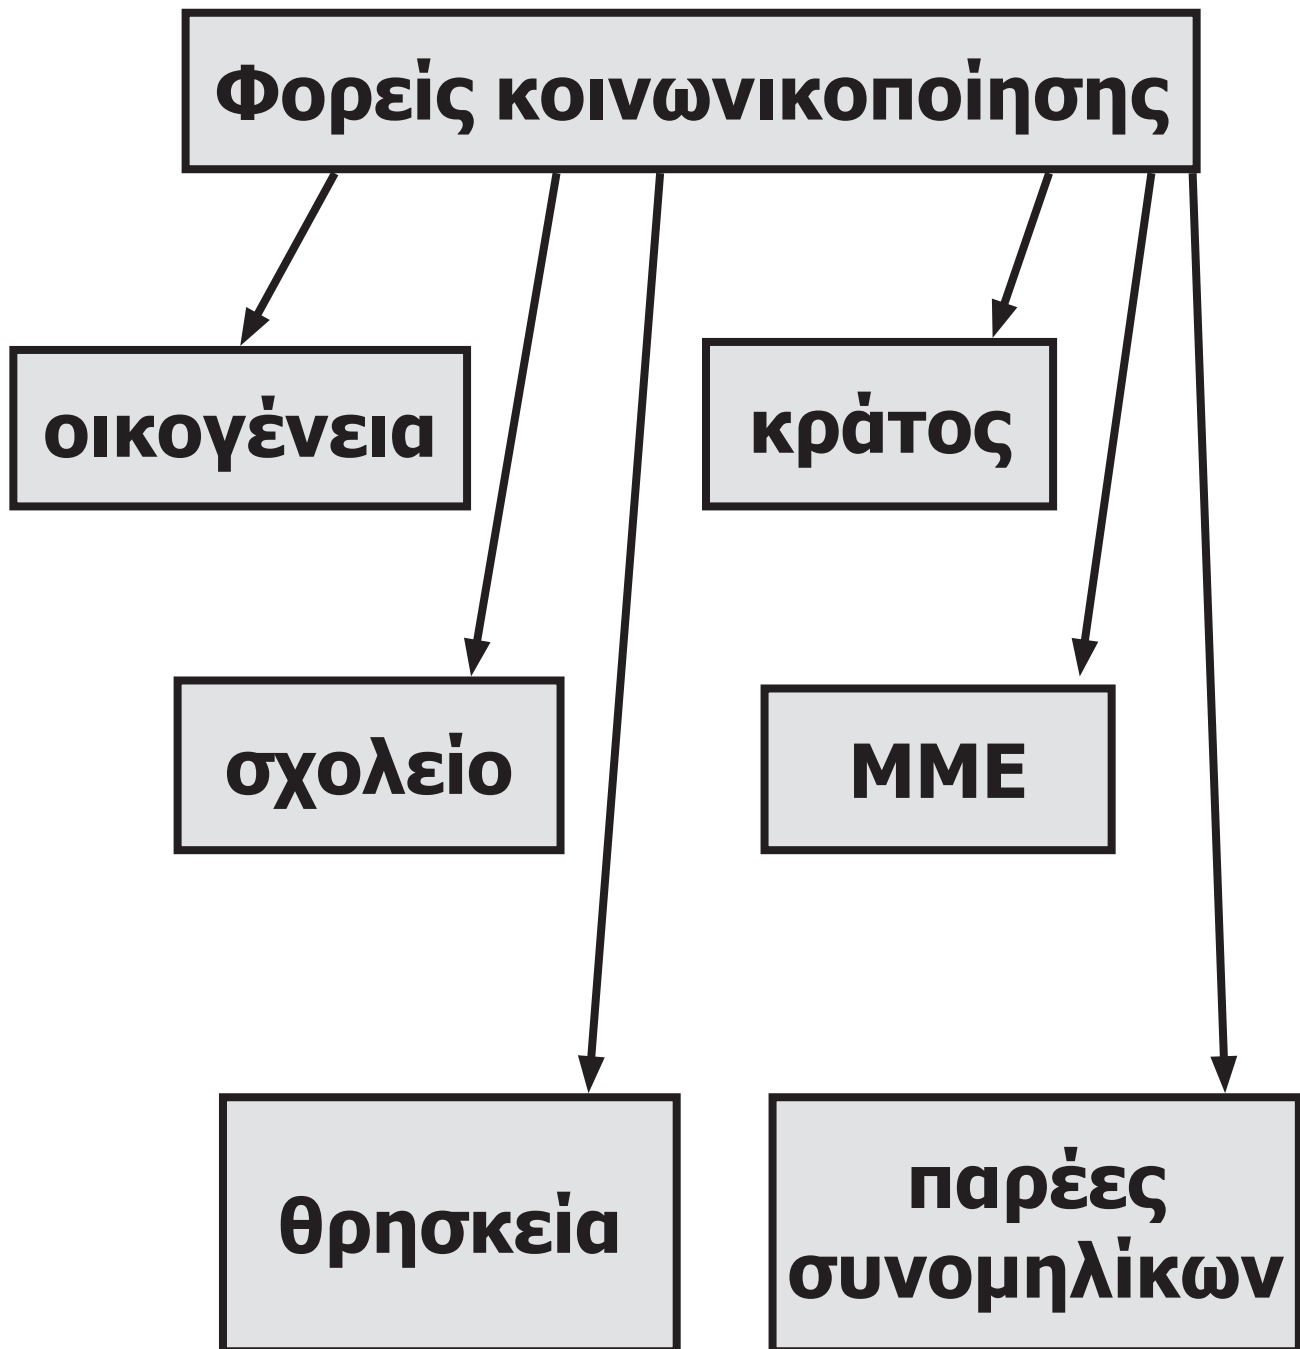 Φορείς κοινωνικοποίησης
οικογένεια
κράτος
σχολείο
ΜΜΕ
θρησκεία
παρέες
συνομηλίκων